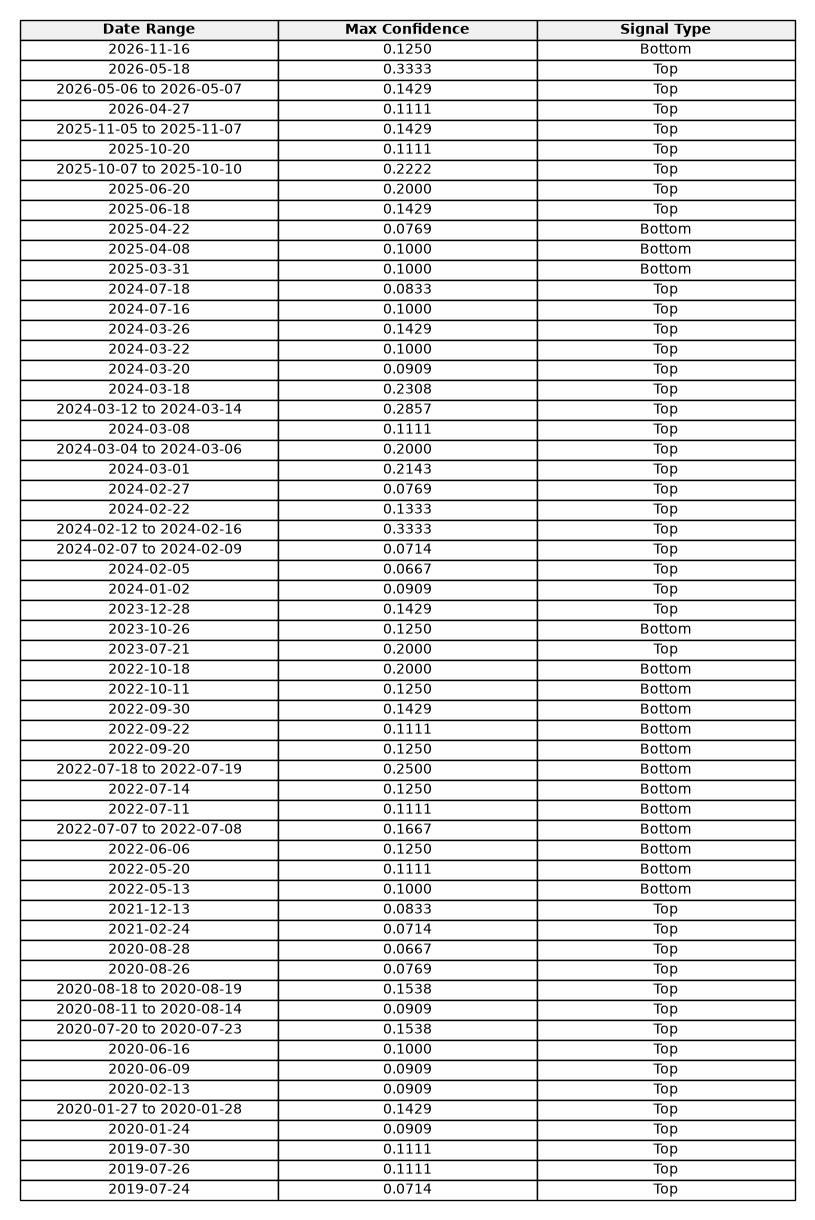 Date Range Max Confidence Signal Type
2026-11-16 0.1250 Bottom
2026-05-18 0.3333 Top
2026-05-06 to 2026-05-07 0.1429 Top
2026-04-27 0.1111 Top
2025-11-05 to 2025-11-07 0.1429 Top
2025-10-20 0.1111 Top
2025-10-07 to 2025-10-10 0.2222 Top
2025-06-20 0.2000 Top
2025-06-18 0.1429 Top
2025-04-22 0.0769 Bottom
2025-04-08 0.1000 Bottom
2025-03-31 0.1000 Bottom
2024-07-18 0.0833 Top
2024-07-16 0.1000 Top
2024-03-26 0.1429 Top
2024-03-22 0.1000 Top
2024-03-20 0.0909 Top
2024-03-18 0.2308 Top
2024-03-12 to 2024-03-14 0.2857 Top
2024-03-08 0.1111 Top
2024-03-04 to 2024-03-06 0.2000 Top
2024-03-01 0.2143 Top
2024-02-27 0.0769 Top
2024-02-22 0.1333 Top
2024-02-12 to 2024-02-16 0.3333 Top
2024-02-07 to 2024-02-09 0.0714 Top
2024-02-05 0.0667 Top
2024-01-02 0.0909 Top
2023-12-28 0.1429 Top
2023-10-26 0.1250 Bottom
2023-07-21 0.2000 Top
2022-10-18 0.2000 Bottom
2022-10-11 0.1250 Bottom
2022-09-30 0.1429 Bottom
2022-09-22 0.1111 Bottom
2022-09-20 0.1250 Bottom
2022-07-18 to 2022-07-19 0.2500 Bottom
2022-07-14 0.1250 Bottom
2022-07-11 0.1111 Bottom
2022-07-07 to 2022-07-08 0.1667 Bottom
2022-06-06 0.1250 Bottom
2022-05-20 0.1111 Bottom
2022-05-13 0.1000 Bottom
2021-12-13 0.0833 Top
2021-02-24 0.0714 Top
2020-08-28 0.0667 Top
2020-08-26 0.0769 Top
2020-08-18 to 2020-08-19 0.1538 Top
2020-08-11 to 2020-08-14 0.0909 Top
2020-07-20 to 2020-07-23 0.1538 Top
2020-06-16 0.1000 Top
2020-06-09 0.0909 Top
2020-02-13 0.0909 Top
2020-01-27 to 2020-01-28 0.1429 Top
2020-01-24 0.0909 Top
2019-07-30 0.1111 Top
2019-07-26 0.1111 Top
2019-07-24 0.0714 Top